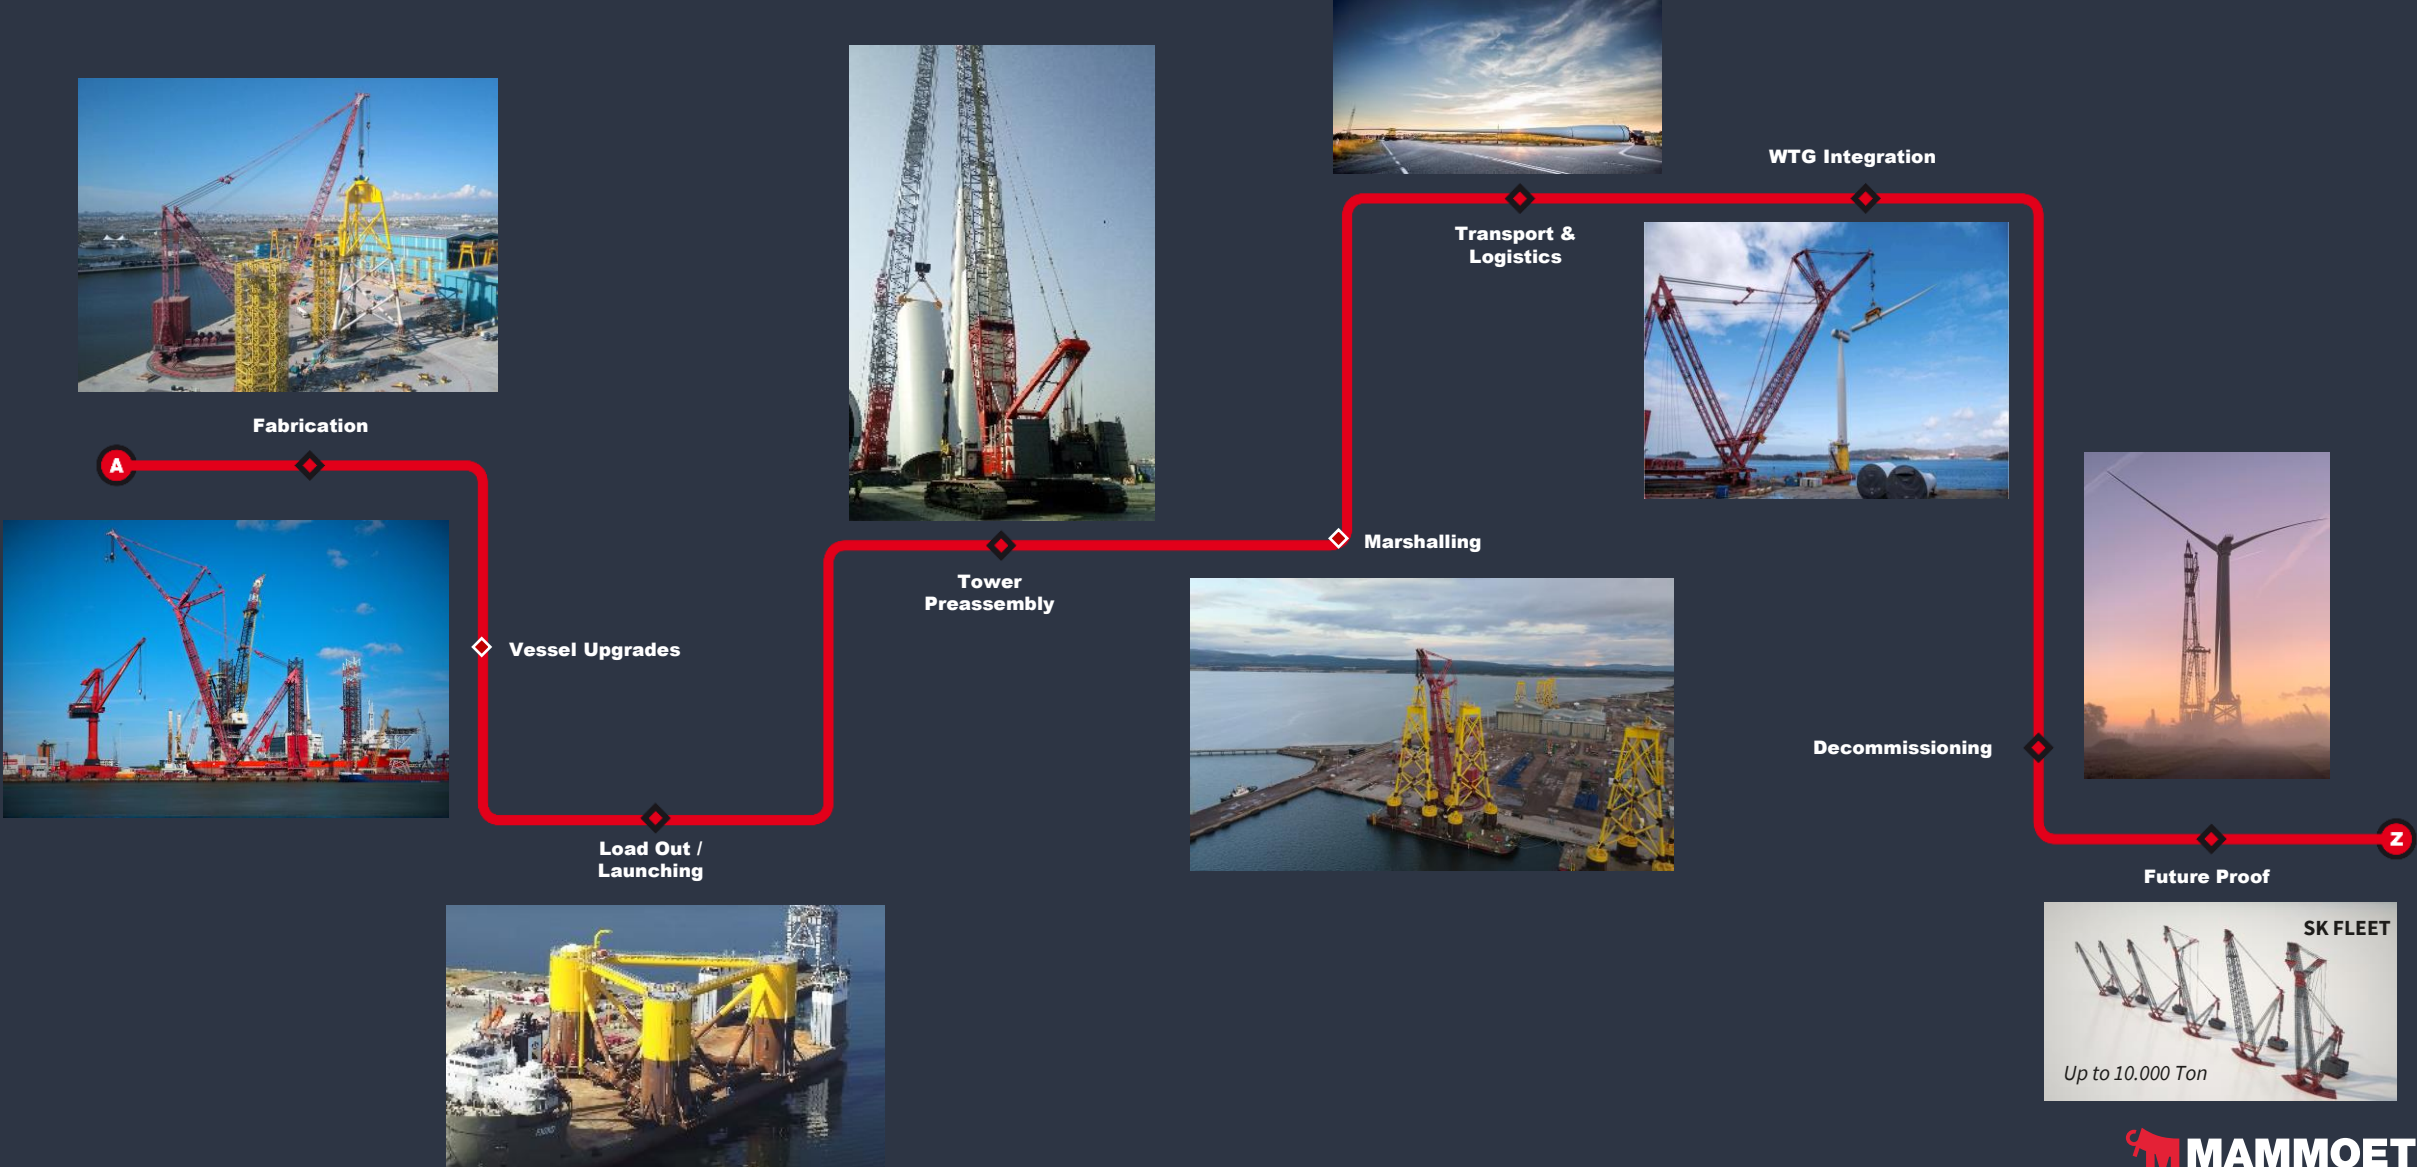 Fabrication
A
Vessel Upgrades
Load Out /
Launching
Tower
Preassembly
Marshalling
Transport &
Logistics
WTG Integration
Decommissioning
Z
Future Proof
SK FLEET
Up to 10.000 Ton
MAMMOET